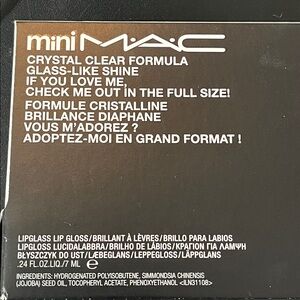 mini M·A·C
CRYSTAL CLEAR FORMULA
GLASS-LIKE SHINE
IF YOU LOVE ME,
CHECK ME OUT IN THE FULL SIZE!
FORMULE CRISTALLINE
BRILLANCE DIAPHANE
VOUS M'ADOREZ ?
ADOPTEZ-MOI EN GRAND FORMAT !
LIPGLASS LIP GLOSS/BRILLANT À LÈVRES/BRILLO PARA LABIOS
LIPGLOSS LUCIDALABBRA/BRILHO DE LÁBIOS/ΚΡΑΓΙΟΝ ΓΙΑ ΛΑΜΨΗ
BŁYSZCZYK DO UST/LÆBEGLANS/LEPPEGLOSS/LÄPPGLANS
.24 FL.OZ.LIQ./7 ML ℮
INGREDIENTS: HYDROGENATED POLYISOBUTENE, SIMMONDSIA CHINENSIS
(JOJOBA) SEED OIL, TOCOPHERYL ACETATE, PHENOXYETHANOL <ILN31108>